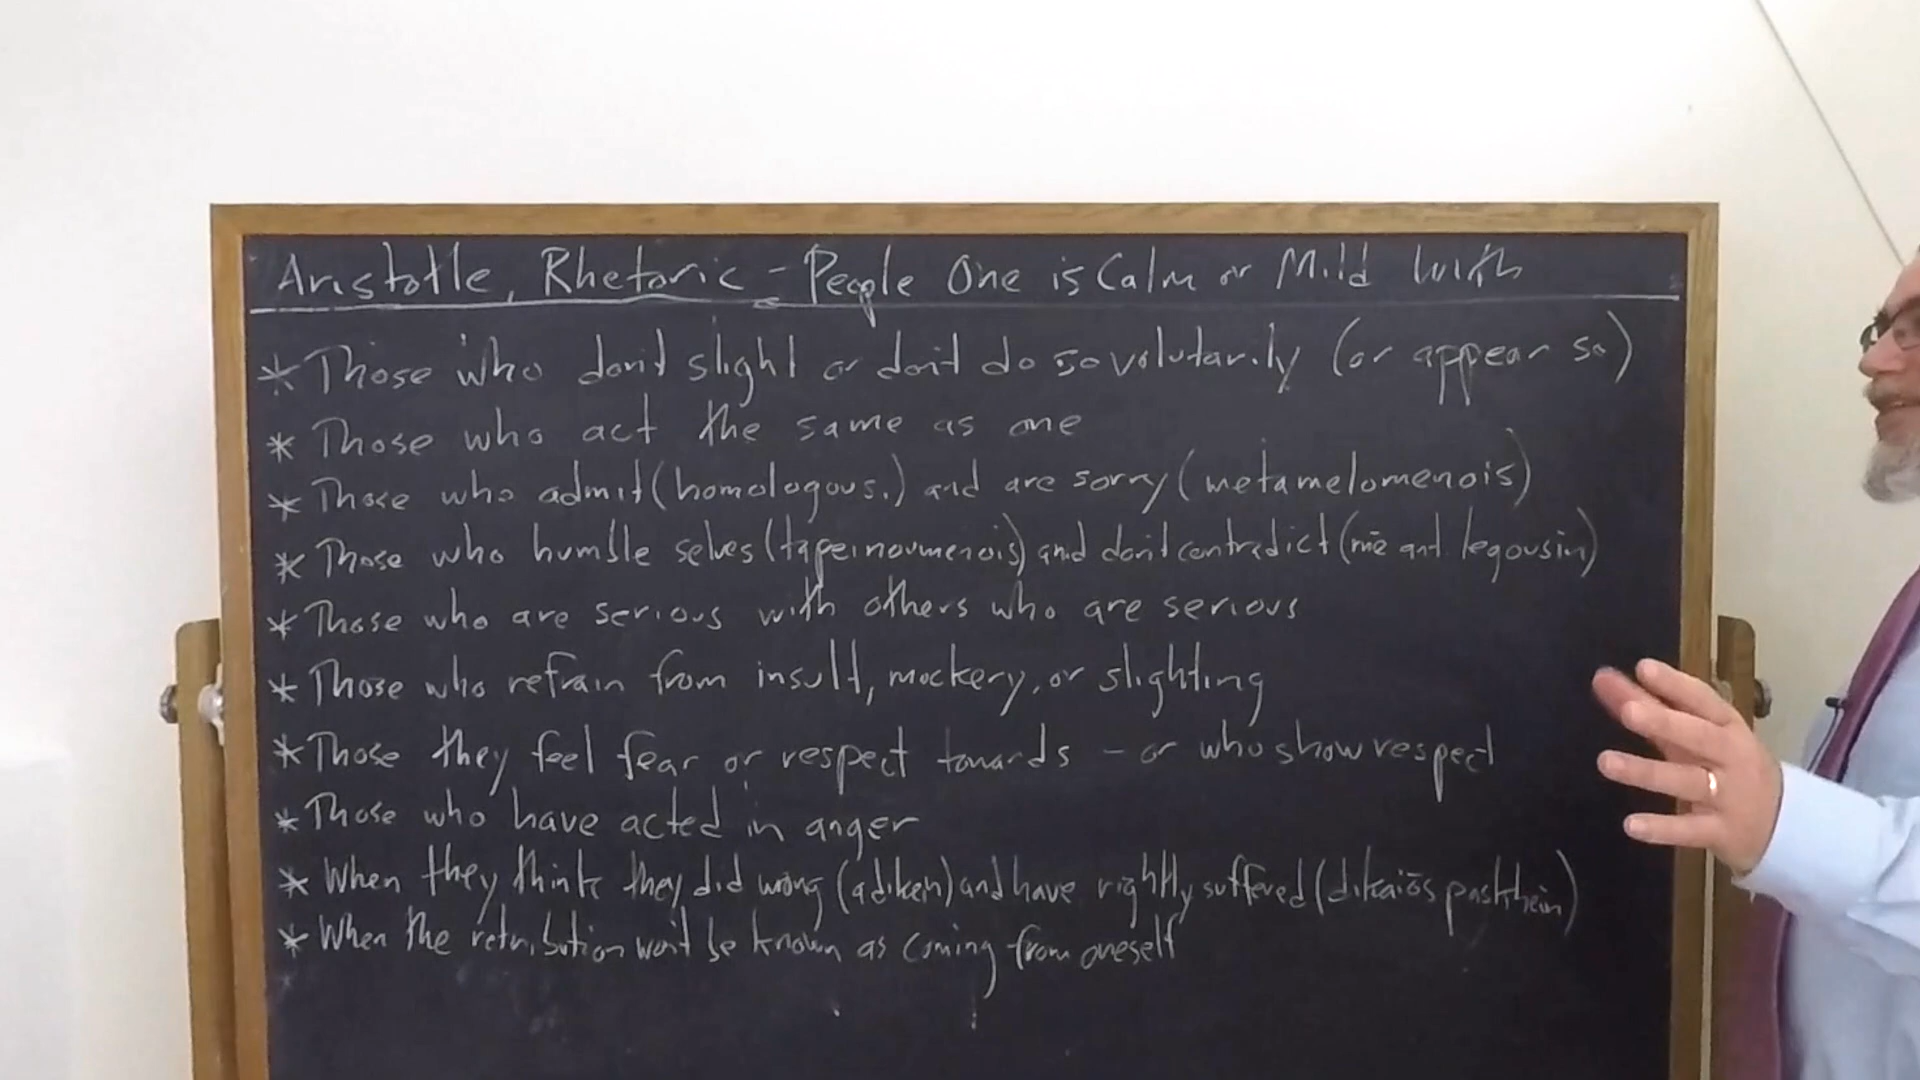 Aristotle, Rhetoric - People One is Calm or Mild With
* Those who don't slight or don't do so volutarily (or appear so)
* Those who act the same as one
* Those who admit (homologous.) and are sorry (metamelomenois)
* Those who humble selves (tapeinoumenois) and don't contradict (mē ant. legousin)
* Those who are serious with others who are serious
* Those who refrain from insult, mockery, or slighting
* Those they feel fear or respect towards - or who show respect
* Those who have acted in anger
* When they think they did wrong (adikein) and have rightly suffered (dikaiōs paskhein)
* When the retribution won't be known as coming from oneself